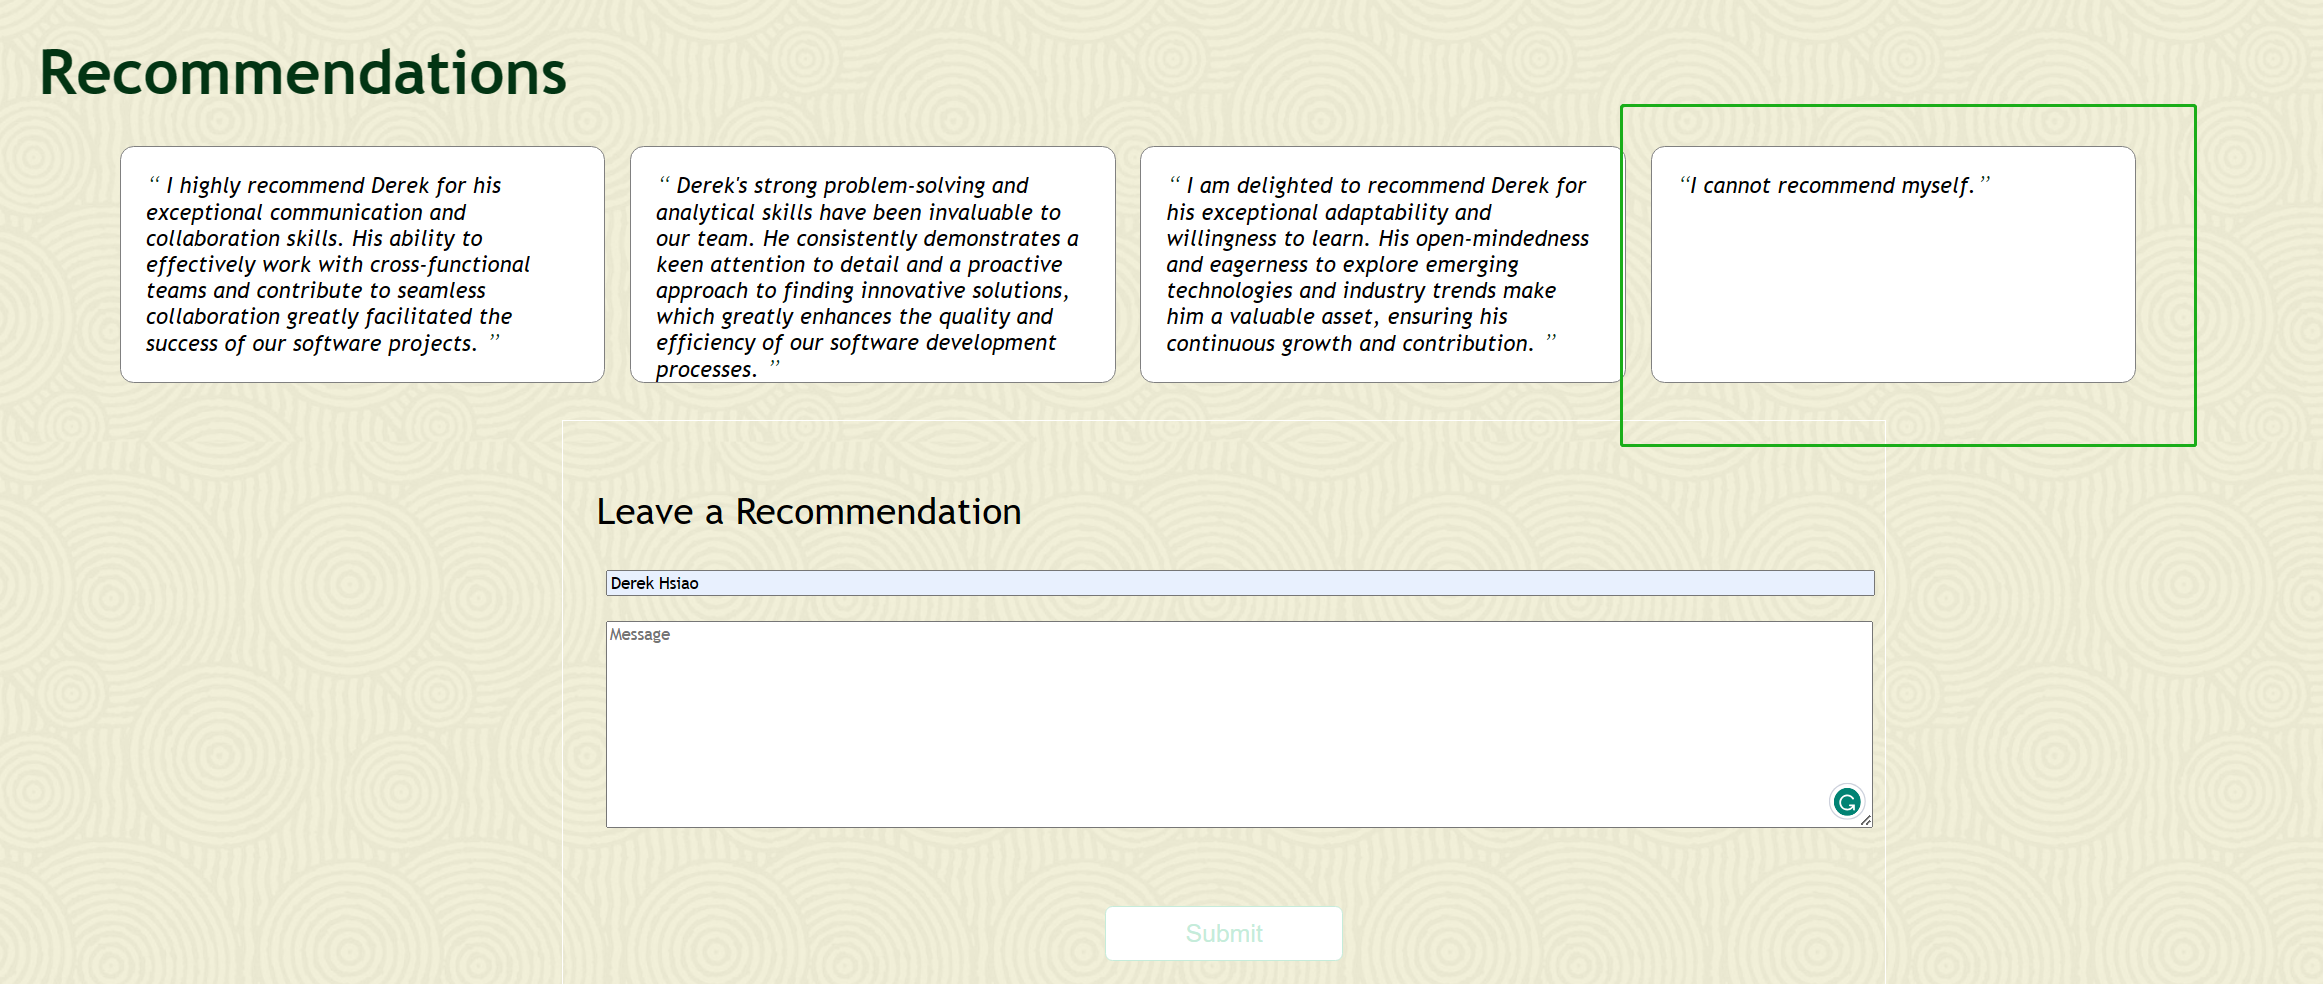 Recommendations
“ I highly recommend Derek for his
exceptional communication and
collaboration skills. His ability to
effectively work with cross-functional
teams and contribute to seamless
collaboration greatly facilitated the
success of our software projects. ”
“ Derek's strong problem-solving and
analytical skills have been invaluable to
our team. He consistently demonstrates a
keen attention to detail and a proactive
approach to finding innovative solutions,
which greatly enhances the quality and
efficiency of our software development
processes. ”
“ I am delighted to recommend Derek for
his exceptional adaptability and
willingness to learn. His open-mindedness
and eagerness to explore emerging
technologies and industry trends make
him a valuable asset, ensuring his
continuous growth and contribution. ”
“I cannot recommend myself.”
Leave a Recommendation
Derek Hsiao
Message
Submit